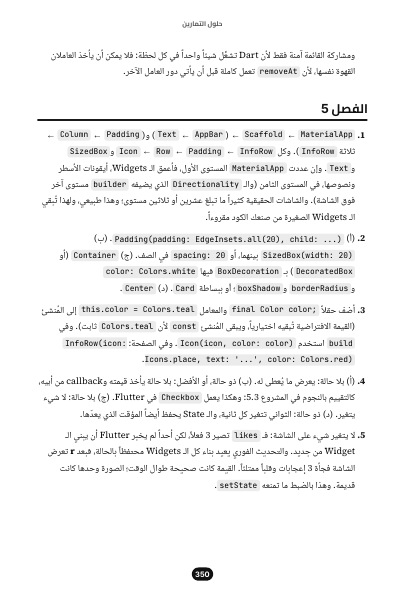 حلول التمارين
ومشاركة القائمة آمنة فقط لأن Dart تشغّل شيئاً واحداً في كل لحظة: فلا يمكن أن يأخذ العاملان
القهوة نفسها، لأن removeAt تعمل كاملة قبل أن يأتي دور العامل الآخر.
الفصل 5
1. MaterialApp ← Scaffold ← ( AppBar ← Text ) و( Padding ← Column ←
ثلاثة InfoRow ). وكل InfoRow ← Padding ← Row ← Icon و SizedBox
و Text . وإن عددت MaterialApp المستوى الأول، فأعمق الـ Widgets، أيقونات الأسطر
ونصوصها، في المستوى الثامن (والـ Directionality الذي يضيفه builder مستوى آخر
فوق الشاشة). والشاشات الحقيقية كثيراً ما تبلغ عشرين أو ثلاثين مستوى؛ وهذا طبيعي، ولهذا تُبقي
الـ Widgets الصغيرة من صنعك الكود مقروءاً.
2. (أ) Padding(padding: EdgeInsets.all(20), child: ...) . (ب)
SizedBox(width: 20) بينهما، أو spacing: 20 في الصف. (ج) Container (أو
DecoratedBox ) بـ BoxDecoration فيها color: Colors.white
و borderRadius و boxShadow ؛ أو ببساطة Card . (د) Center .
3. أضف حقلاً final Color color; والمعامل this.color = Colors.teal إلى المُنشئ
(القيمة الافتراضية تُبقيه اختيارياً، ويبقى المُنشئ const لأن Colors.teal ثابت). وفي
build استخدم Icon(icon, color: color) . وفي الصفحة: InfoRow(icon:
Icons.place, text: '...', color: Colors.red).
4. (أ) بلا حالة: يعرض ما يُعطى له. (ب) ذو حالة، أو الأفضل: بلا حالة يأخذ قيمته وcallback من أبيه،
كالتقييم بالنجوم في المشروع 5.3؛ وهكذا يعمل Checkbox في Flutter. (ج) بلا حالة: لا شيء
يتغير. (د) ذو حالة: الثواني تتغير كل ثانية، والـ State يحفظ أيضاً المؤقت الذي يعدّها.
5. لا يتغير شيء على الشاشة: فـ likes تصير 3 فعلاً، لكن أحداً لم يخبر Flutter أن يبني الـ
Widget من جديد. والتحديث الفوري يعيد بناء كل الـ Widgets محتفظاً بالحالة، فبعد r تعرض
الشاشة فجأة 3 إعجابات وقلباً ممتلئاً. القيمة كانت صحيحة طوال الوقت؛ الصورة وحدها كانت
قديمة. وهذا بالضبط ما تمنعه setState .
350